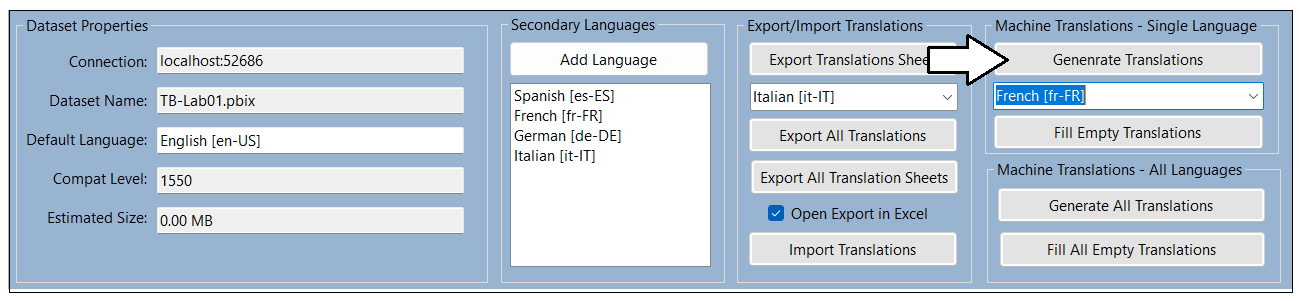 Dataset Properties
Connection:
localhost:52686
Dataset Name:
TB-Lab01.pbix
Default Language:
English [en-US]
Compat Level:
1550
Estimated Size:
0.00 MB
Secondary Languages
Add Language
Spanish [es-ES]
French [fr-FR]
German [de-DE]
Italian [it-IT]
Export/Import Translations
Export Translations Shee
Italian [it-IT]
Export All Translations
Export All Translation Sheets
Open Export in Excel
Import Translations
Machine Translations - Single Language
Genenrate Translations
French [fr-FR]
Fill Empty Translations
Machine Translations - All Languages
Generate All Translations
Fill All Empty Translations